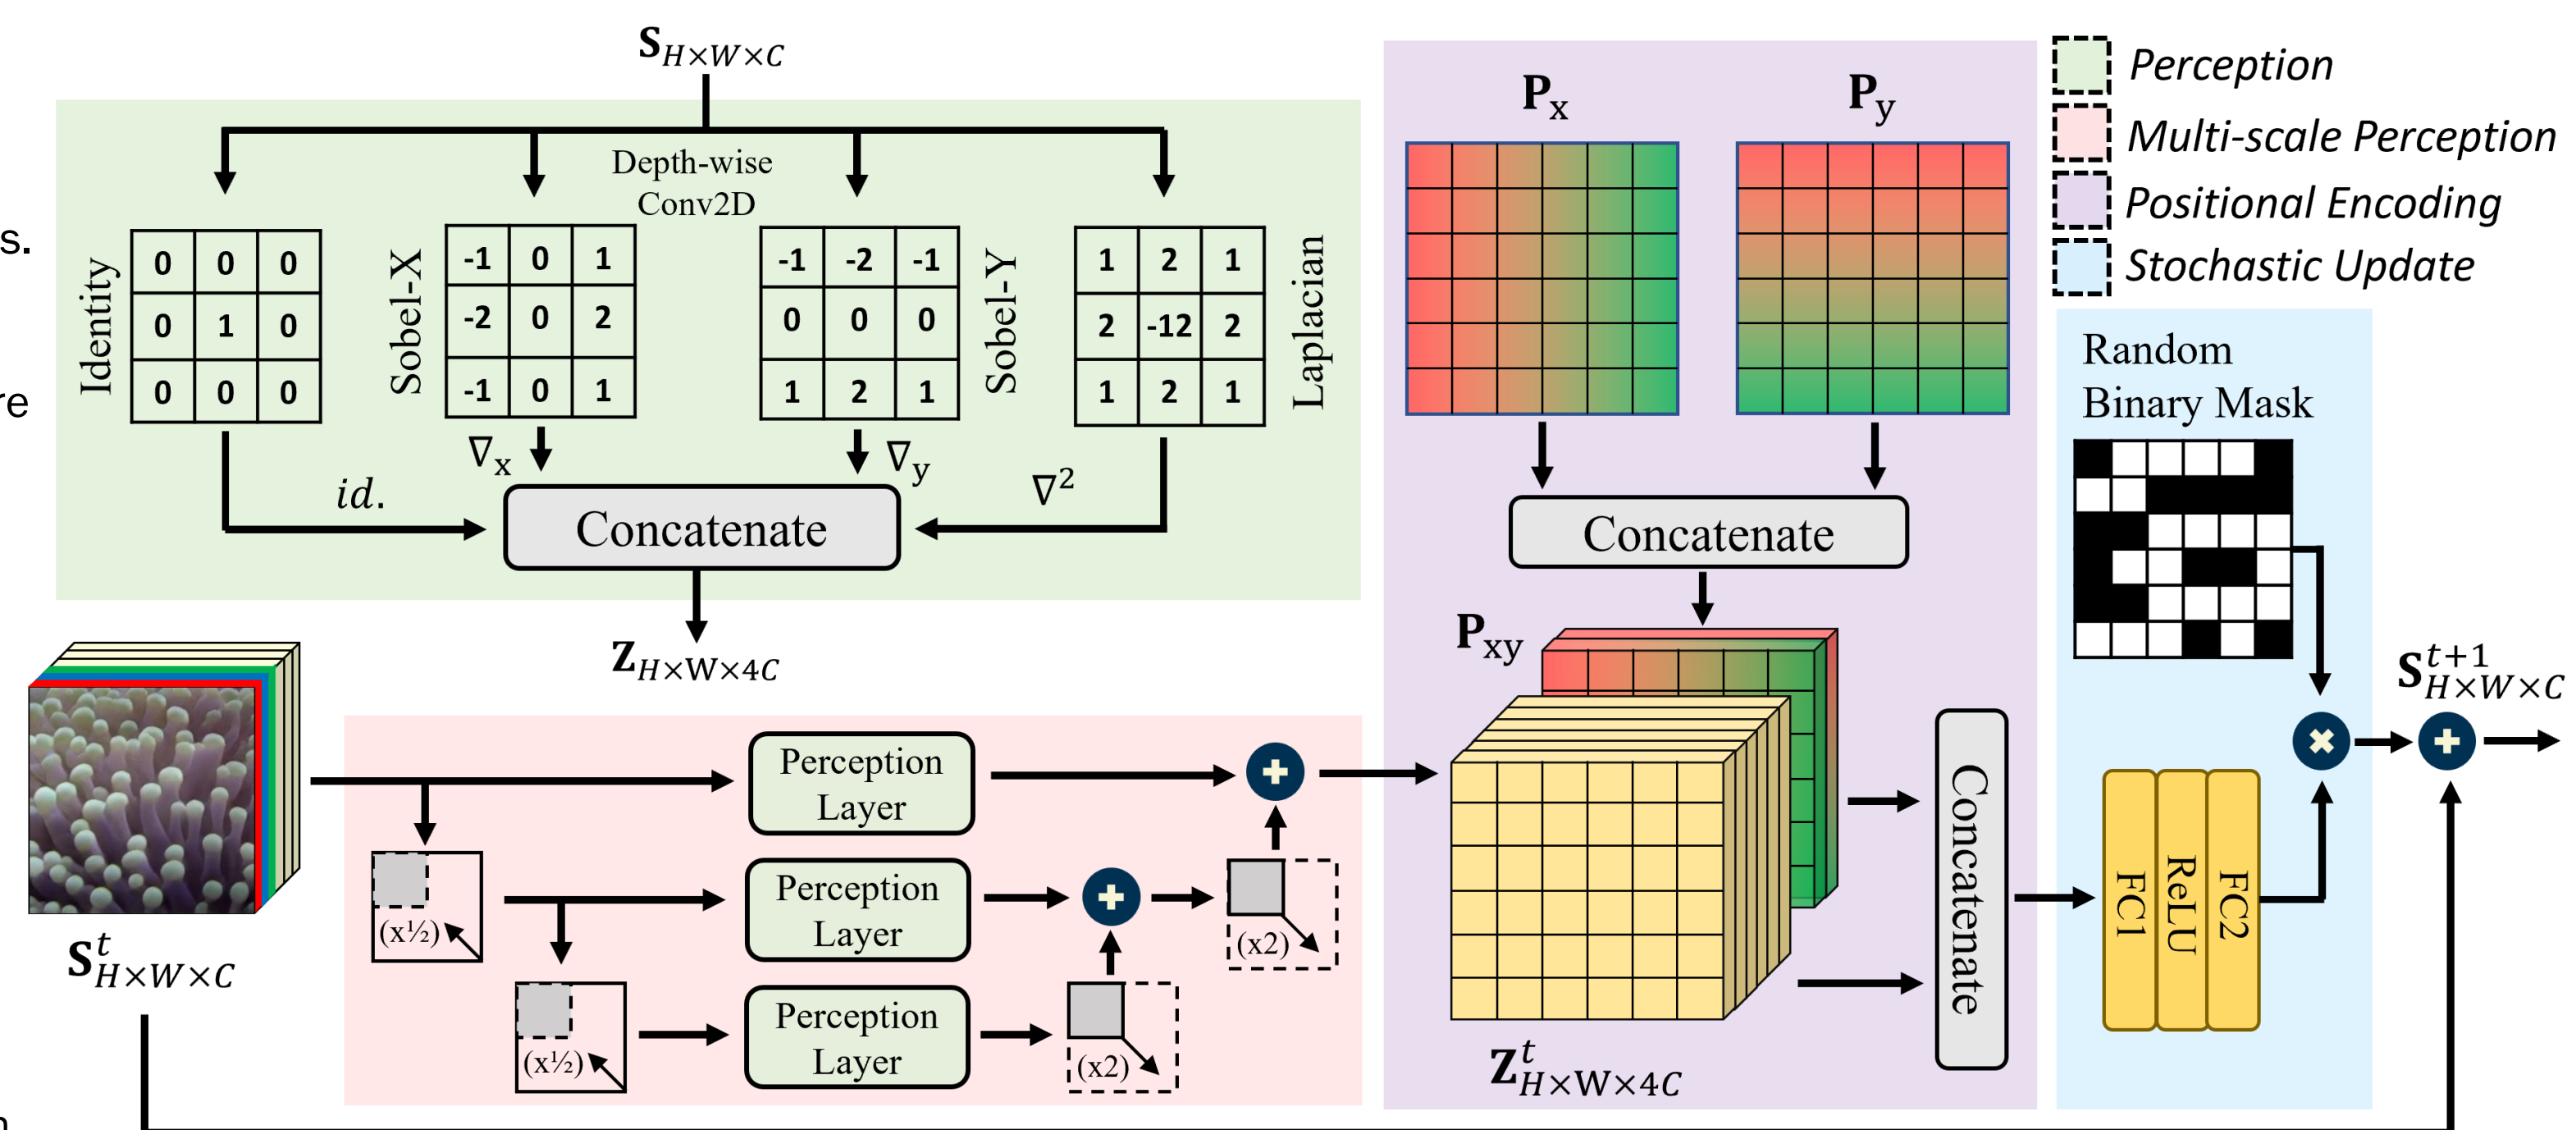 S_{H×W×C}
Depth-wise
Conv2D
Identity
0 0 0
0 1 0
0 0 0
Sobel-X
-1 0 1
-2 0 2
-1 0 1
-1 -2 -1
0 0 0
1 2 1
Sobel-Y
1 2 1
2 -12 2
1 2 1
Laplacian
id.
∇x
∇y
∇²
Concatenate
Z_{H×W×4C}
s.
re
S^t_{H×W×C}
Perception
Layer
(x½)
Perception
Layer
(x2)
(x½)
Perception
Layer
(x2)
Px
Py
Concatenate
Pxy
Z^t_{H×W×4C}
Concatenate
Perception
Multi-scale Perception
Positional Encoding
Stochastic Update
Random
Binary Mask
FC1
ReLU
FC2
S^{t+1}_{H×W×C}